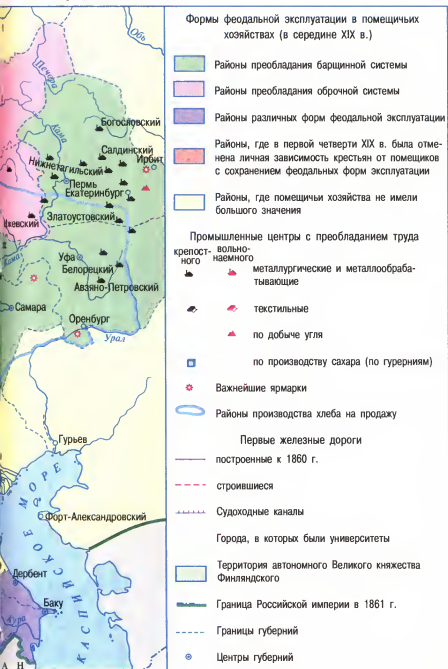 Обь
Печора
Кама
Богословский
Салдинский
Нижнетагильский
Ирбит
Пермь
Екатеринбург
Ижевский
Златоустовский
Кама
Уфа
Белорецкий
Авзяно-Петровский
Самара
Оренбург
Урал
Гурьев
Форт-Александровский
КАСПИЙСКОЕ МОРЕ
Дербент
Баку
Кура
А Н
Формы феодальной эксплуатации в помещичьих
хозяйствах (в середине XIX в.)
Районы преобладания барщинной системы
Районы преобладания оброчной системы
Районы различных форм феодальной эксплуатации
Районы, где в первой четверти XIX в. была отме-
нена личная зависимость крестьян от помещиков
с сохранением феодальных форм эксплуатации
Районы, где помещичьи хозяйства не имели
большого значения
Промышленные центры с преобладанием труда
крепост-
ного
вольно-
наемного
металлургические и металлообраба-
тывающие
текстильные
по добыче угля
по производству сахара (по гурерниям)
Важнейшие ярмарки
Районы производства хлеба на продажу
Первые железные дороги
построенные к 1860 г.
строившиеся
Судоходные каналы
Города, в которых были университеты
Территория автономного Великого княжества
Финляндского
Граница Российской империи в 1861 г.
Границы губерний
Центры губерний